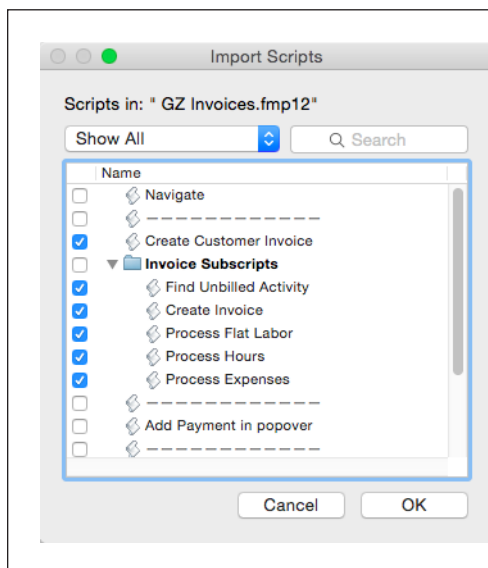 Import Scripts
Scripts in: " GZ Invoices.fmp12"
Show All
Search
Name
Navigate
– – – – – – – – – – – –
Create Customer Invoice
Invoice Subscripts
Find Unbilled Activity
Create Invoice
Process Flat Labor
Process Hours
Process Expenses
– – – – – – – – – – – –
Add Payment in popover
– – – – – – – – – – – –
Cancel OK